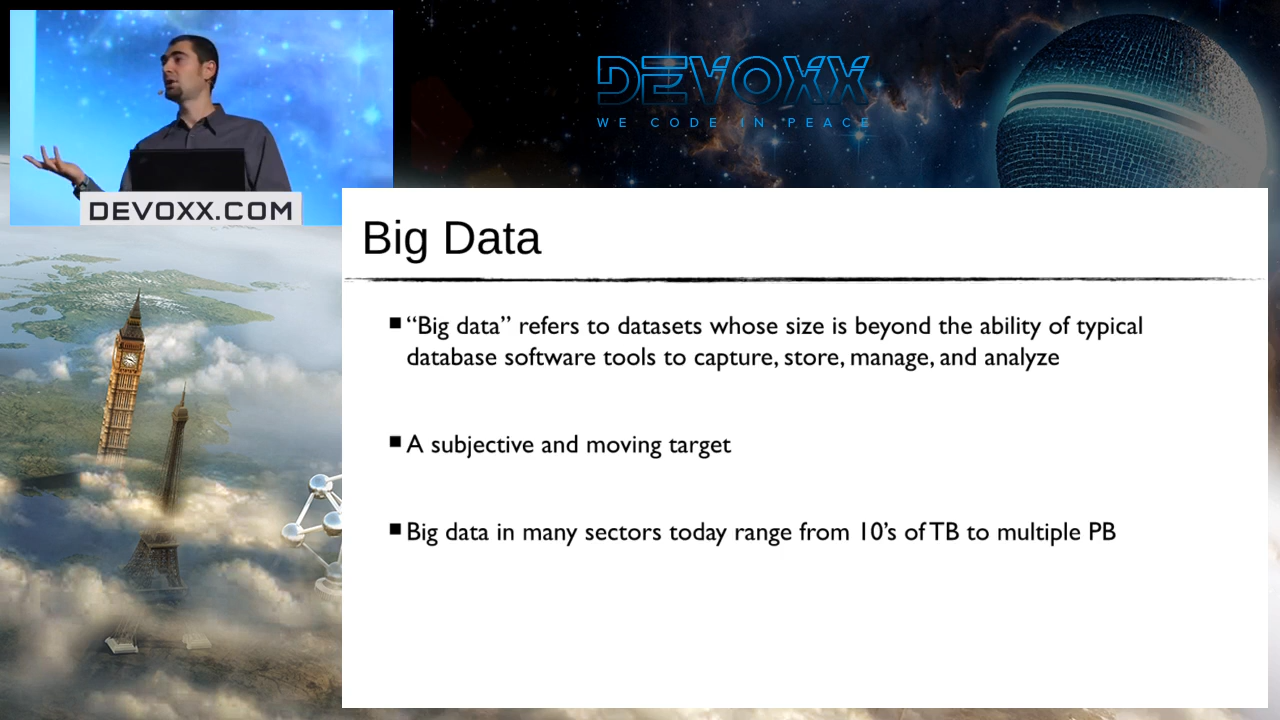 DEVOXX
WE CODE IN PEACE
DEVOXX.COM
Big Data
“Big data” refers to datasets whose size is beyond the ability of typical
database software tools to capture, store, manage, and analyze
A subjective and moving target
Big data in many sectors today range from 10’s of TB to multiple PB